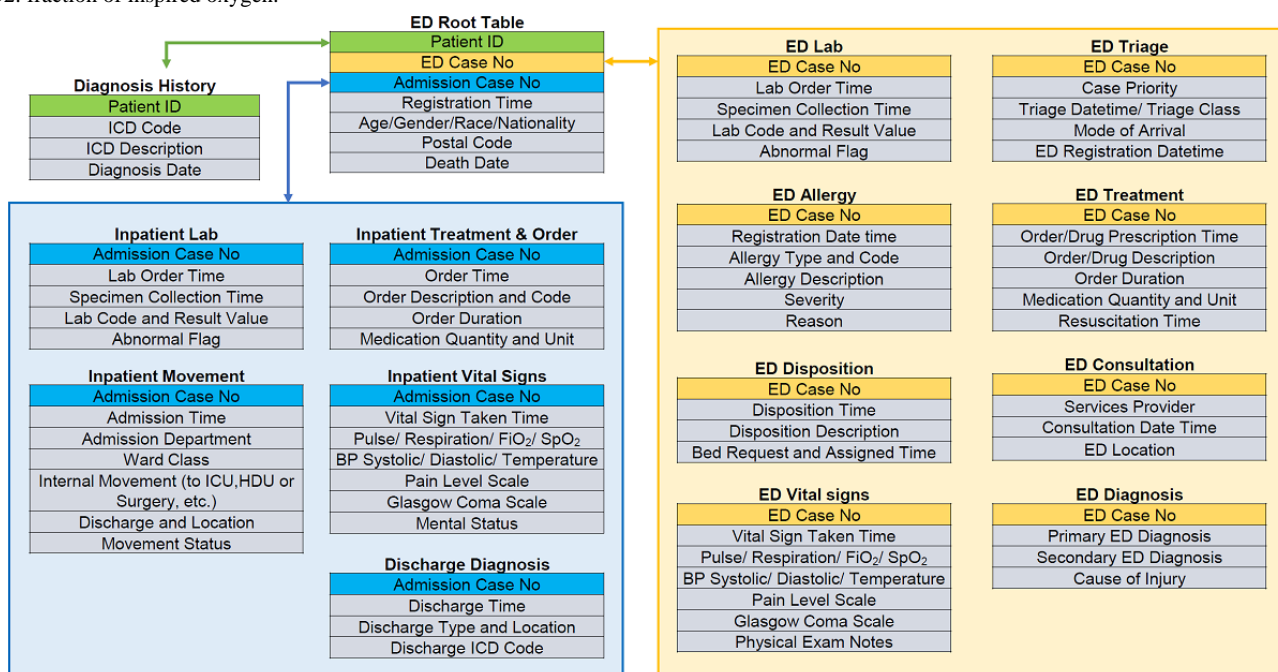 fraction of inspired oxygen.
ED Root Table
Patient ID
ED Case No
Admission Case No
Registration Time
Age/Gender/Race/Nationality
Postal Code
Death Date
Diagnosis History
Patient ID
ICD Code
ICD Description
Diagnosis Date
Inpatient Lab
Admission Case No
Lab Order Time
Specimen Collection Time
Lab Code and Result Value
Abnormal Flag
Inpatient Treatment & Order
Admission Case No
Order Time
Order Description and Code
Order Duration
Medication Quantity and Unit
Inpatient Movement
Admission Case No
Admission Time
Admission Department
Ward Class
Internal Movement (to ICU,HDU or
Surgery, etc.)
Discharge and Location
Movement Status
Inpatient Vital Signs
Admission Case No
Vital Sign Taken Time
Pulse/ Respiration/ FiO₂/ SpO₂
BP Systolic/ Diastolic/ Temperature
Pain Level Scale
Glasgow Coma Scale
Mental Status
Discharge Diagnosis
Admission Case No
Discharge Time
Discharge Type and Location
Discharge ICD Code
ED Lab
ED Case No
Lab Order Time
Specimen Collection Time
Lab Code and Result Value
Abnormal Flag
ED Triage
ED Case No
Case Priority
Triage Datetime/ Triage Class
Mode of Arrival
ED Registration Datetime
ED Allergy
ED Case No
Registration Date time
Allergy Type and Code
Allergy Description
Severity
Reason
ED Treatment
ED Case No
Order/Drug Prescription Time
Order/Drug Description
Order Duration
Medication Quantity and Unit
Resuscitation Time
ED Disposition
ED Case No
Disposition Time
Disposition Description
Bed Request and Assigned Time
ED Consultation
ED Case No
Services Provider
Consultation Date Time
ED Location
ED Vital signs
ED Case No
Vital Sign Taken Time
Pulse/ Respiration/ FiO₂/ SpO₂
BP Systolic/ Diastolic/ Temperature
Pain Level Scale
Glasgow Coma Scale
Physical Exam Notes
ED Diagnosis
ED Case No
Primary ED Diagnosis
Secondary ED Diagnosis
Cause of Injury